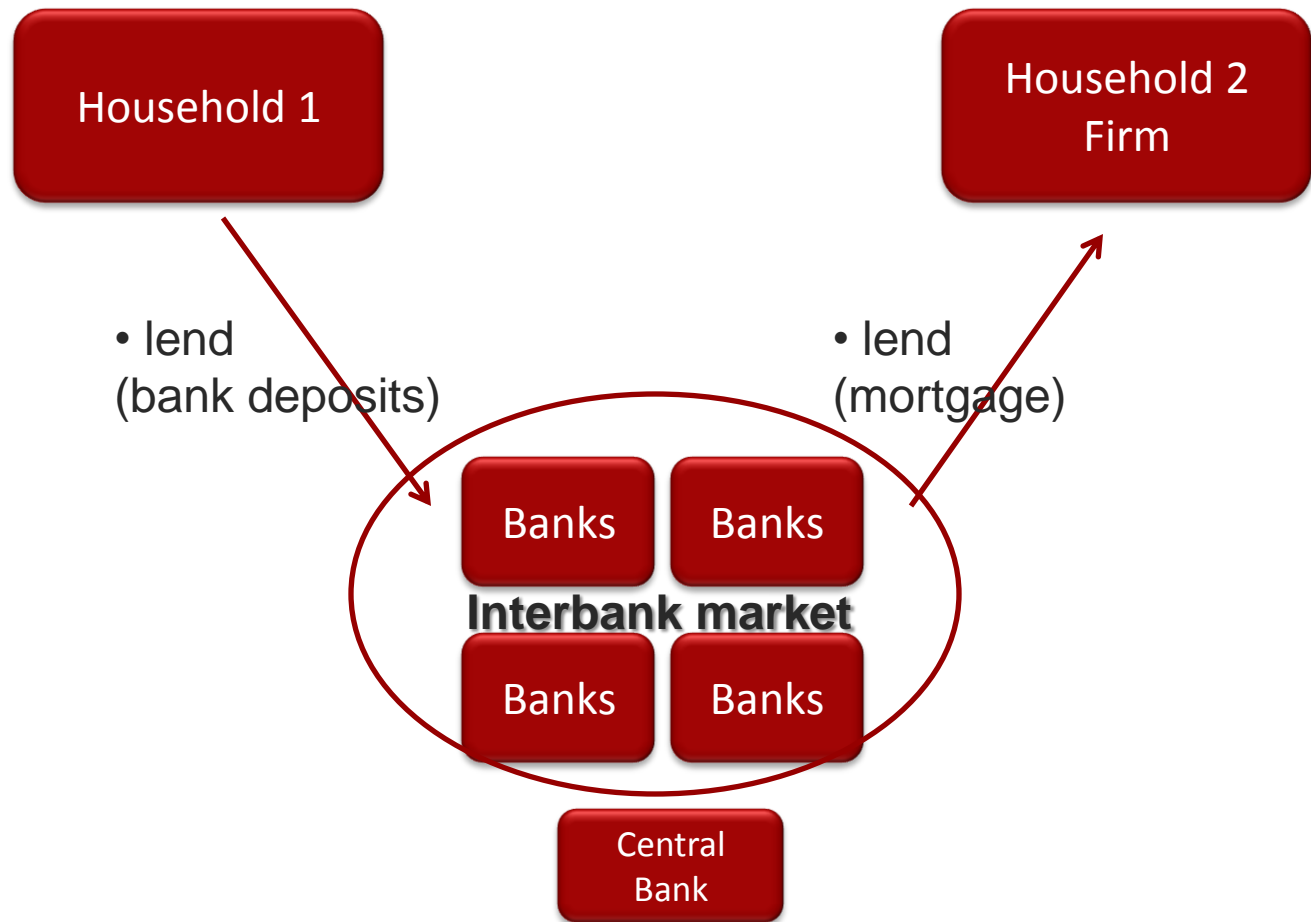 Household 1
Household 2
Firm
• lend
(bank deposits)
• lend
(mortgage)
Banks
Banks
Interbank market
Banks
Banks
Central
Bank